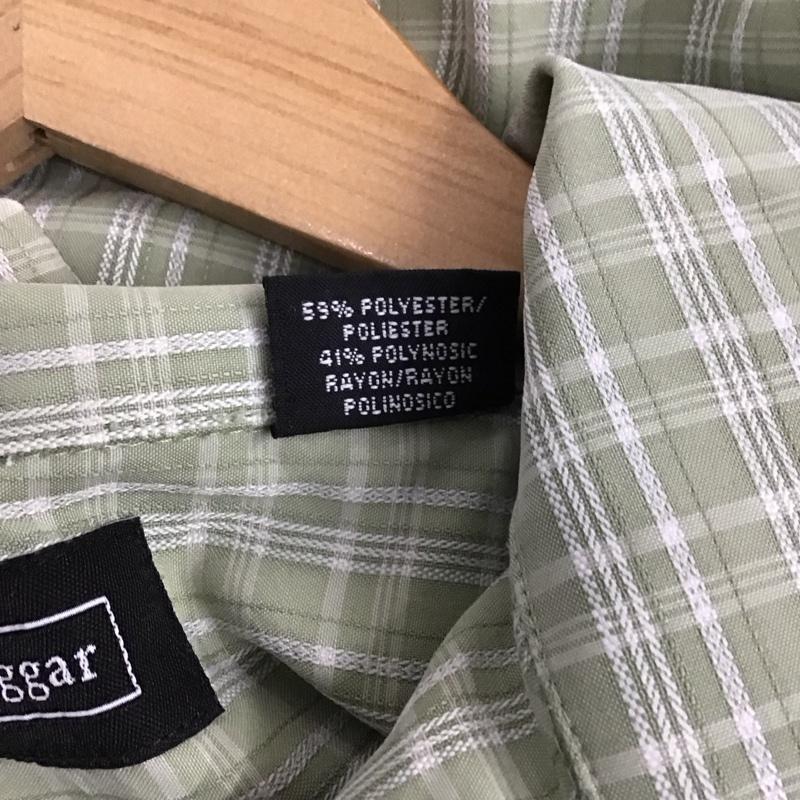 59% POLYESTER/
POLIESTER
41% POLYNOSIC
RAYON/RAYON
POLINOSICO
ggar